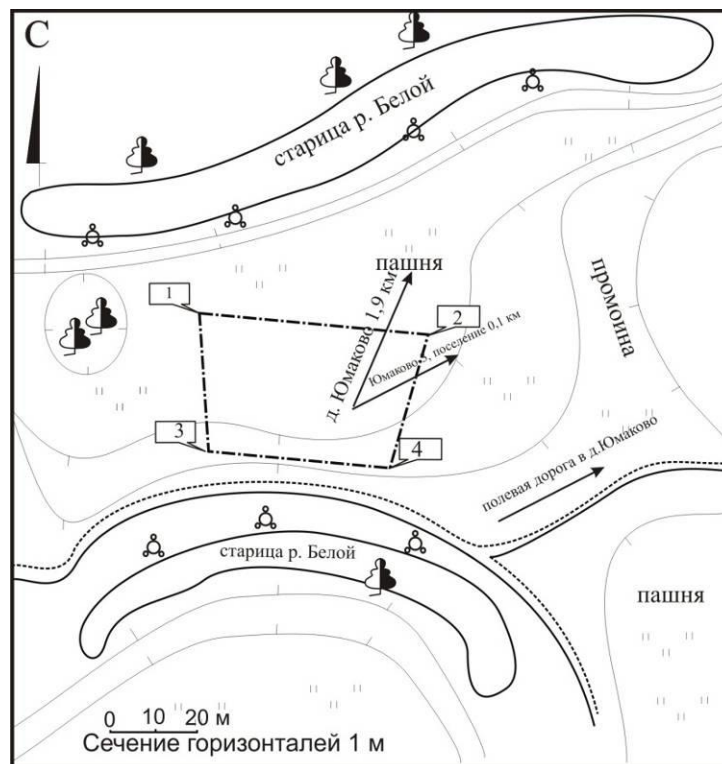 С
старица р. Белой
пашня
1
2
д. Юмаково 1,9 км
Юмаково 3, поселение 0,1 км
промоина
3
4
полевая дорога в д.Юмаково
старица р. Белой
пашня
0 10 20 м
Сечение горизонталей 1 м